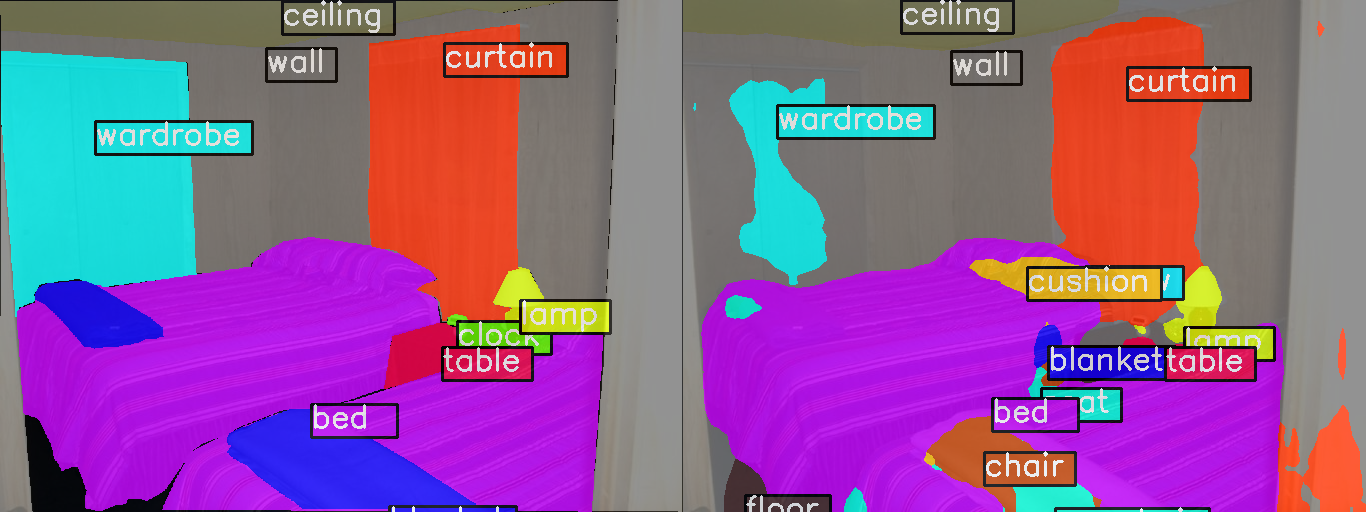 ceiling
wall
curtain
wardrobe
lamp
clock
table
bed
ceiling
wall
curtain
wardrobe
cushion
lamp
blanket
table
bed
chair
floor